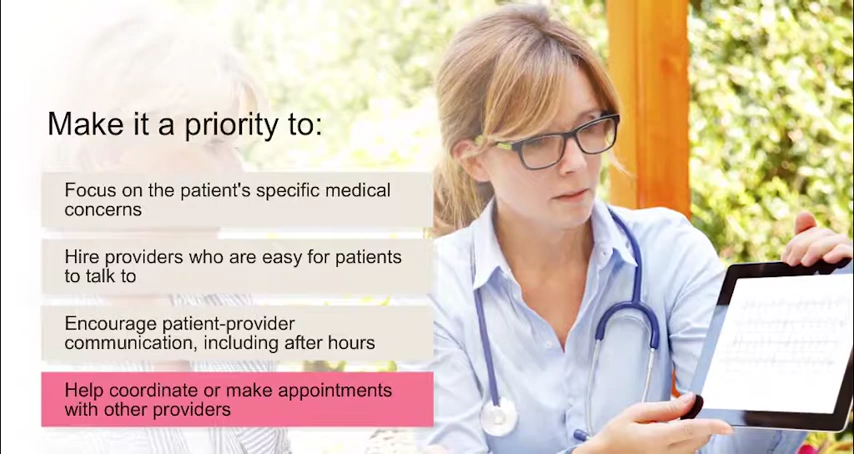 Make it a priority to:
Focus on the patient's specific medical
concerns
Hire providers who are easy for patients
to talk to
Encourage patient-provider
communication, including after hours
Help coordinate or make appointments
with other providers